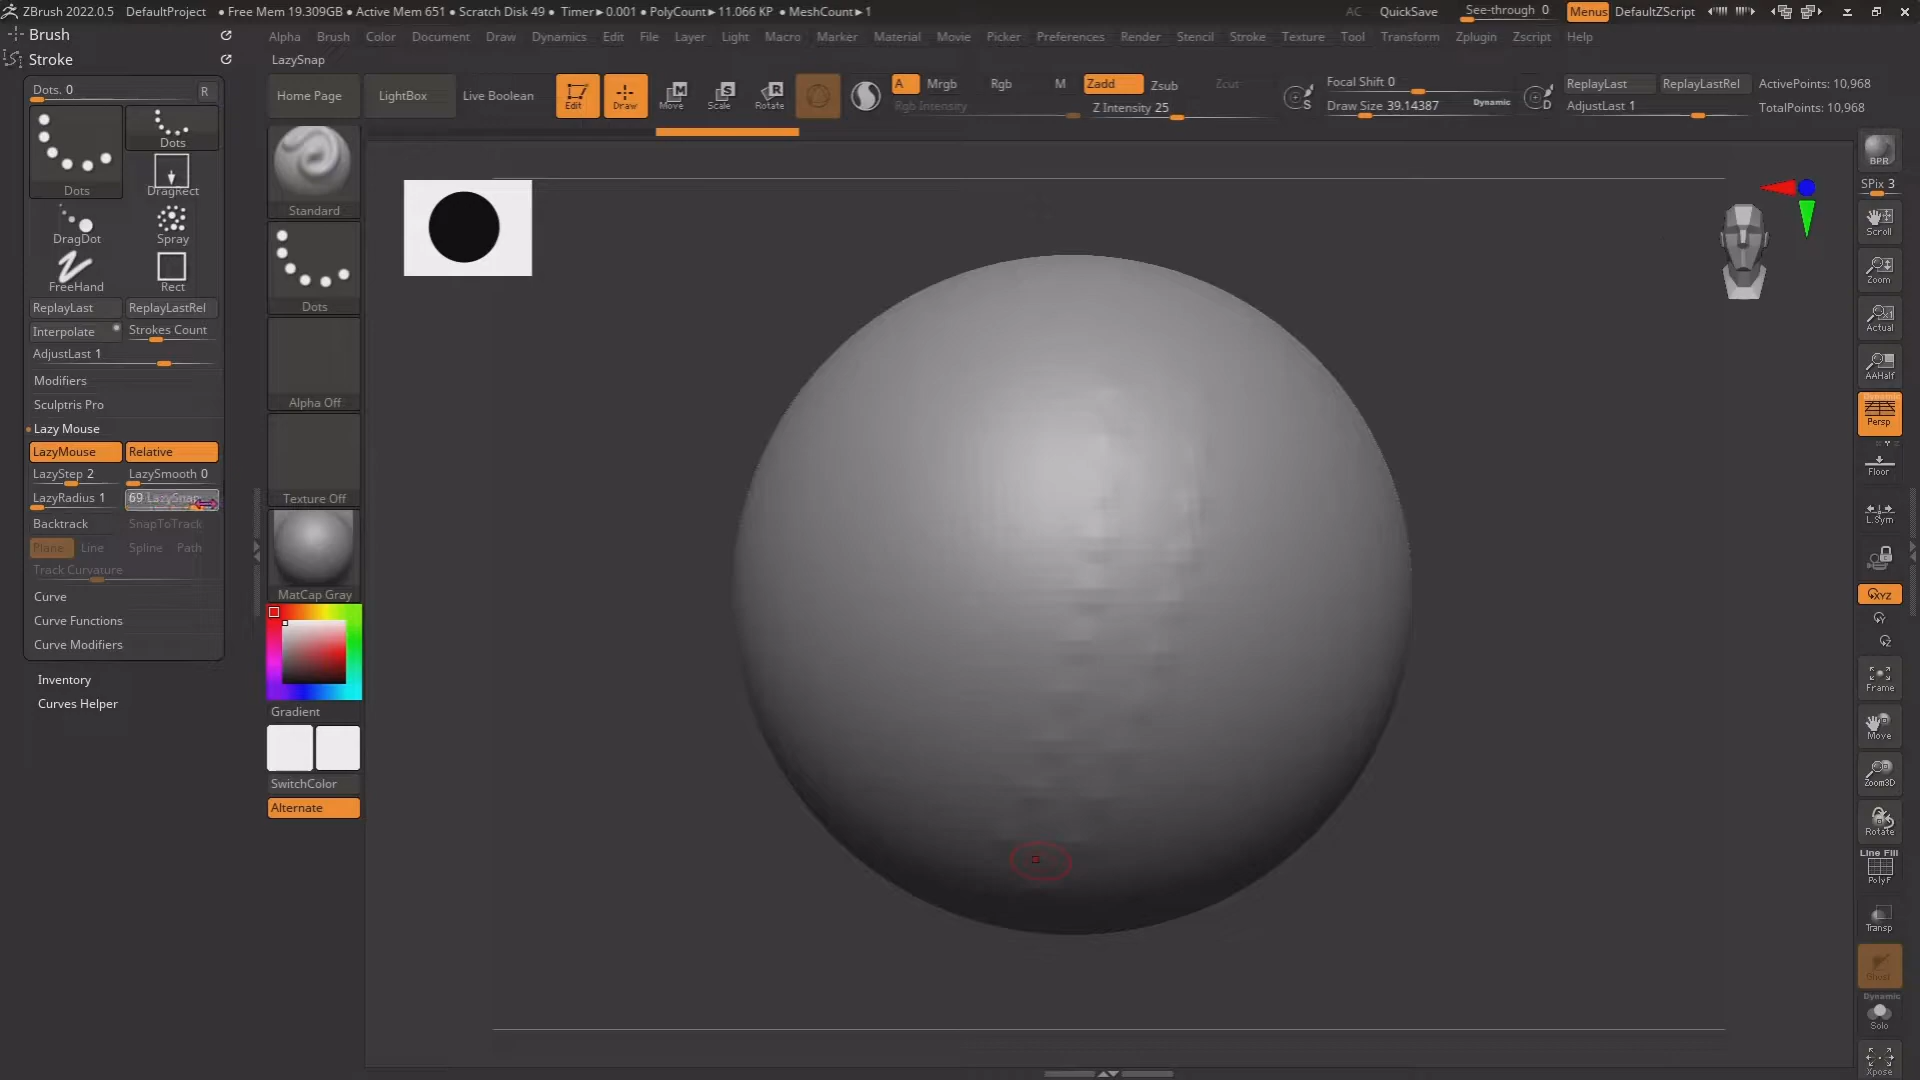 ZBrush 2022.0.5 DefaultProject ● Free Mem 19.309GB ● Active Mem 651 ● Scratch Disk 49 ● Timer►0.001 ● PolyCount►11.066 KP ● MeshCount►1 AC QuickSave See-through 0 Menus DefaultZScript
Brush
Alpha Brush Color Document Draw Dynamics Edit File Layer Light Macro Marker Material Movie Picker Preferences Render Stencil Stroke Texture Tool Transform Zplugin Zscript Help
Stroke
LazySnap
Dots. 0 R
Dots
Dots
DragRect
DragDot Spray
FreeHand Rect
ReplayLast ReplayLastRel
Interpolate Strokes Count
AdjustLast 1
Modifiers
Sculptris Pro
Lazy Mouse
LazyMouse Relative
LazyStep 2 LazySmooth 0
LazyRadius 1 69 LazySnap
Backtrack SnapToTrack
Plane Line Spline Path
Track Curvature
Curve
Curve Functions
Curve Modifiers
Inventory
Curves Helper
Home Page LightBox Live Boolean Edit Draw Move Scale Rotate
A Mrgb Rgb M Zadd Zsub Zcut
Rgb Intensity Z Intensity 25
S Focal Shift 0
Draw Size 39.14387 Dynamic D
ReplayLast ReplayLastRel ActivePoints: 10,968
AdjustLast 1 TotalPoints: 10,968
Standard
Dots
Alpha Off
Texture Off
MatCap Gray
Gradient
SwitchColor
Alternate
BPR
SPix 3
Scroll
Zoom
Actual
AAHalf
Dynamic
Persp
Floor
L.Sym
XYZ
Y
Z
Frame
Move
Zoom3D
Rotate
Line Fill
PolyF
Transp
Ghost
Dynamic
Solo
Xpose